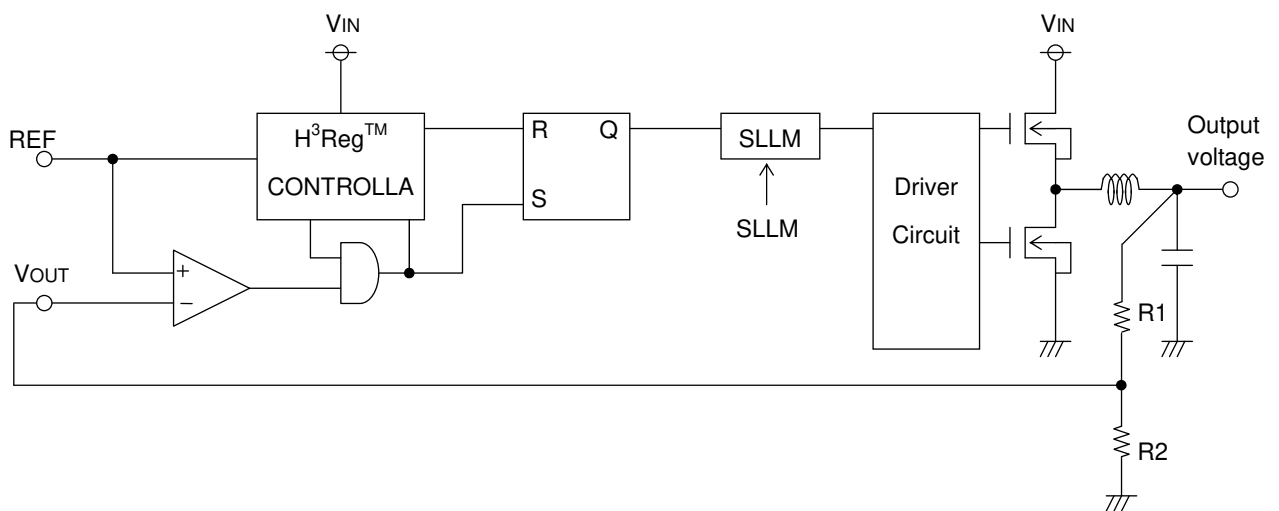 VIN
VIN
REF
H³Reg™
CONTROLLA
R
Q
S
SLLM
SLLM
Driver
Circuit
Output
voltage
VOUT
+
−
R1
R2